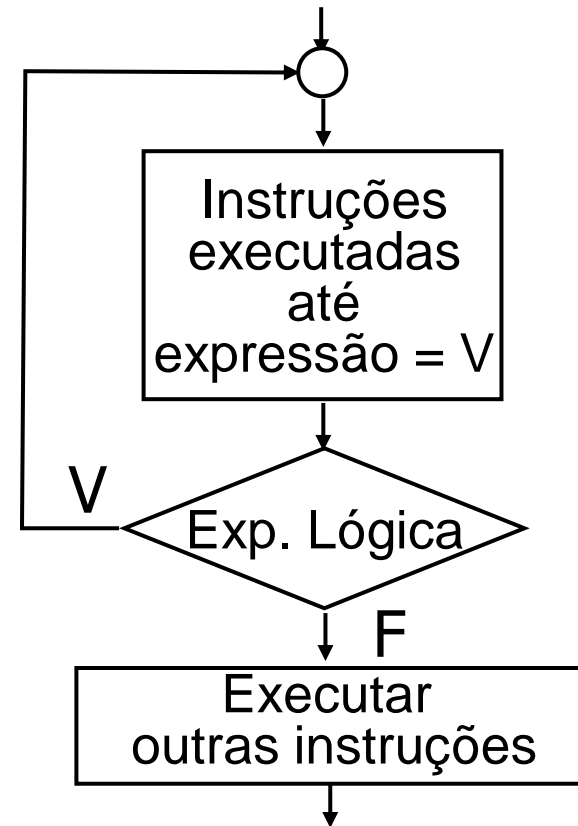 Instruções
executadas
até
expressão = V
V
Exp. Lógica
F
Executar
outras instruções